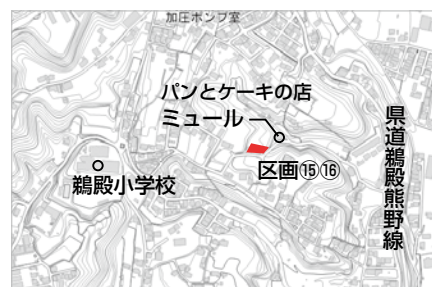 加圧ポンプ室
パンとケーキの店
ミュール
区画⑮⑯
鵜殿小学校
県道鵜殿熊野線